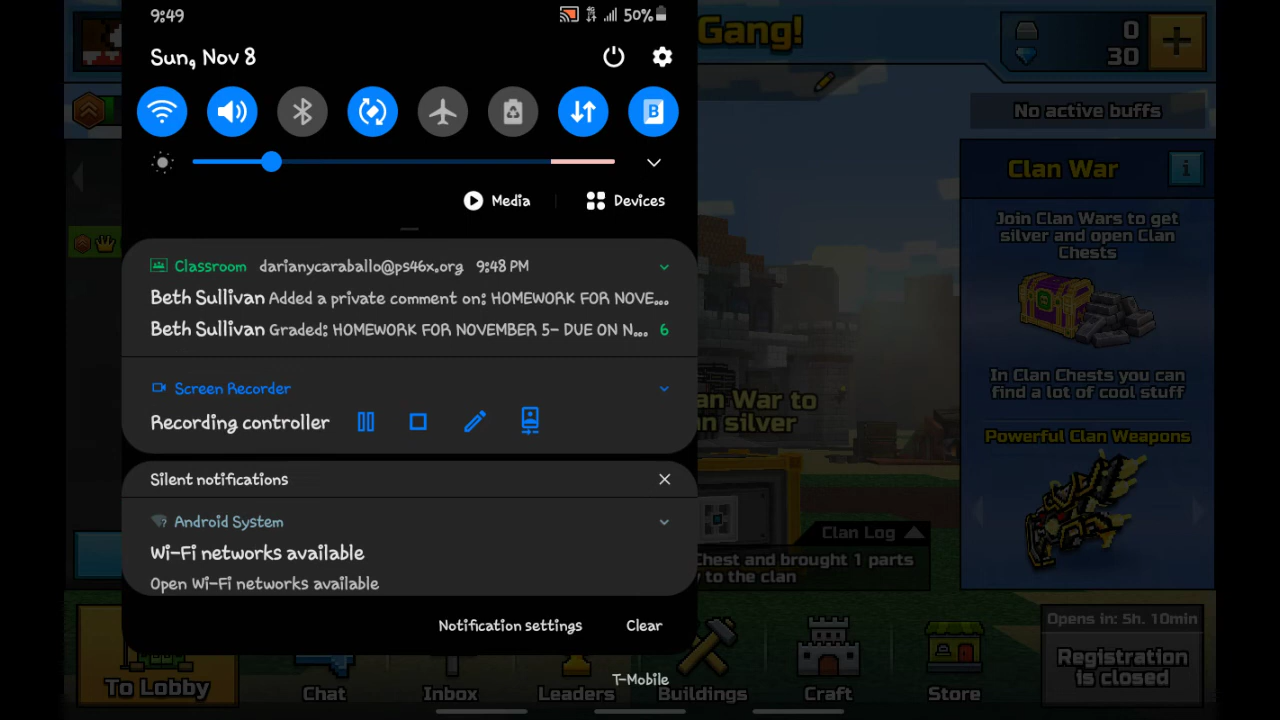 9:49
50%
Gang!
0
30
Sun, Nov 8
No active buffs
B
Clan War
Media
Devices
Join Clan Wars to get
silver and open Clan
Chests
Classroom darianycaraballo@ps46x.org 9:48 PM
Beth Sullivan Added a private comment on: HOMEWORK FOR NOVE...
Beth Sullivan Graded: HOMEWORK FOR NOVEMBER 5- DUE ON N... 6
In Clan Chests you can
find a lot of cool stuff
Screen Recorder
Recording controller
an War to
n silver
Powerful Clan Weapons
Silent notifications
Android System
Wi-Fi networks available
Open Wi-Fi networks available
Clan Log
Chest and brought 1 parts
to the clan
Notification settings
Clear
Opens in: 5h. 10min
Registration
is closed
T-Mobile
To Lobby
Chat
Inbox
Leaders
Buildings
Craft
Store